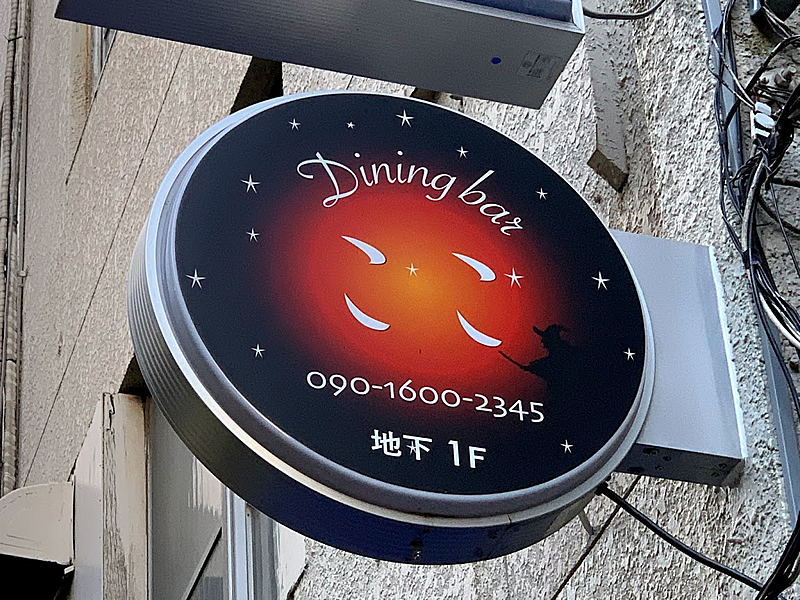 Dining bar
090-1600-2345
地下 1F